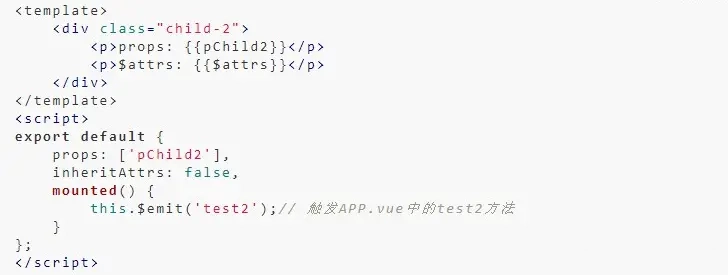 <template>
    <div class="child-2">
        <p>props: {{pChild2}}</p>
        <p>$attrs: {{$attrs}}</p>
    </div>
</template>
<script>
export default {
    props: ['pChild2'],
    inheritAttrs: false,
    mounted() {
        this.$emit('test2');// 触发APP.vue中的test2方法
    }
};
</script>